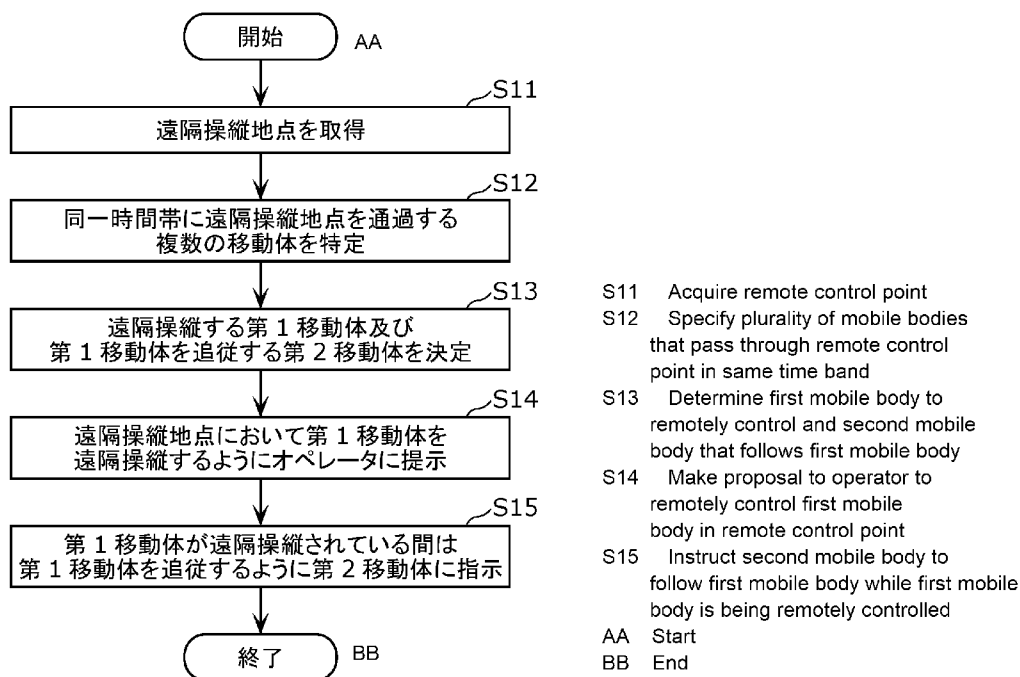 開始
AA
S11
遠隔操縦地点を取得
S12
同一時間帯に遠隔操縦地点を通過する
複数の移動体を特定
S13
遠隔操縦する第1移動体及び
第1移動体を追従する第2移動体を決定
S14
遠隔操縦地点において第1移動体を
遠隔操縦するようにオペレータに提示
S15
第1移動体が遠隔操縦されている間は
第1移動体を追従するように第2移動体に指示
終了
BB
S11 Acquire remote control point
S12 Specify plurality of mobile bodies
that pass through remote control
point in same time band
S13 Determine first mobile body to
remotely control and second mobile
body that follows first mobile body
S14 Make proposal to operator to
remotely control first mobile
body in remote control point
S15 Instruct second mobile body to
follow first mobile body while first mobile
body is being remotely controlled
AA Start
BB End